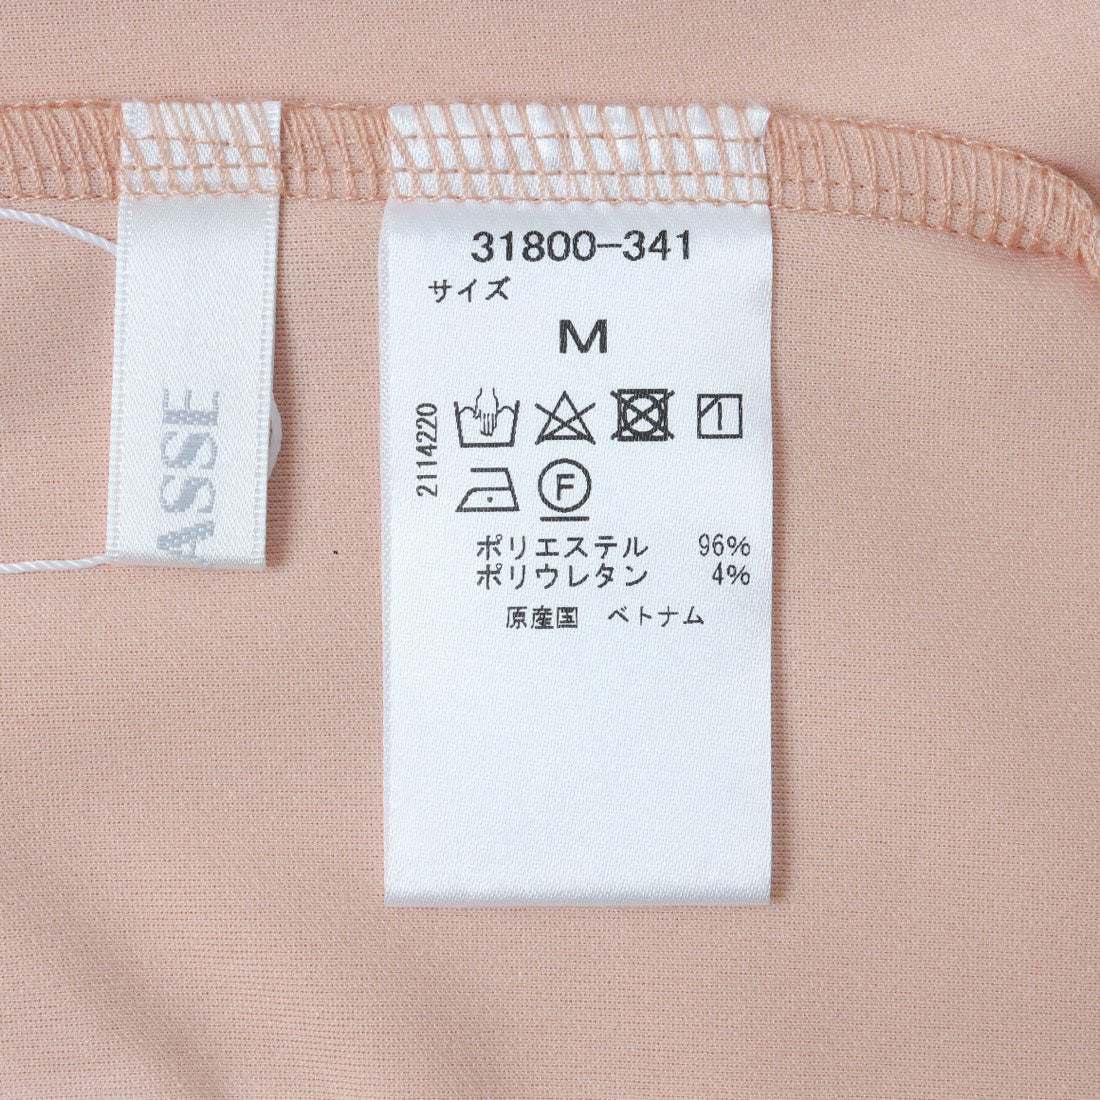 31800-341
サイズ
M
2114220
F
ポリエステル 96%
ポリウレタン 4%
原産国 ベトナム
ASSE